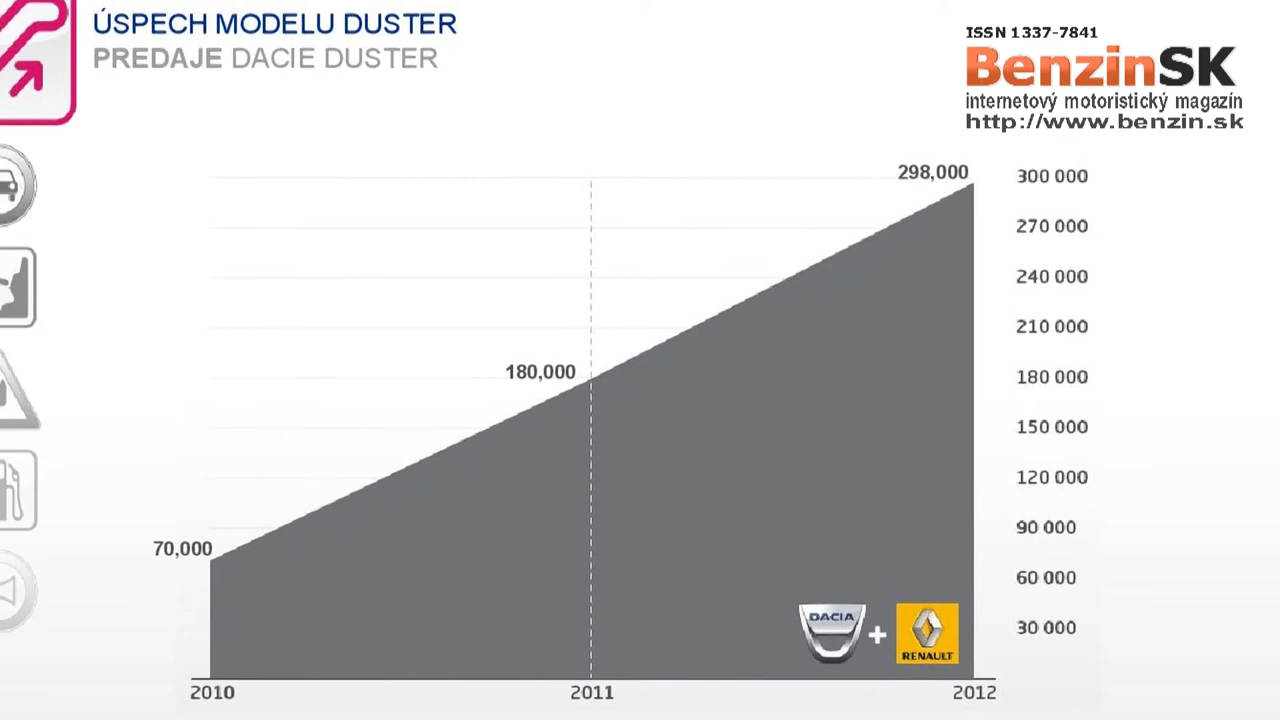 ÚSPECH MODELU DUSTER
PREDAJE DACIE DUSTER
ISSN 1337-7841
BenzinSK
internetový motoristický magazín
http://www.benzin.sk
298,000
300 000
270 000
240 000
210 000
180,000
180 000
150 000
120 000
90 000
70,000
60 000
30 000
DACIA + RENAULT
2010 2011 2012